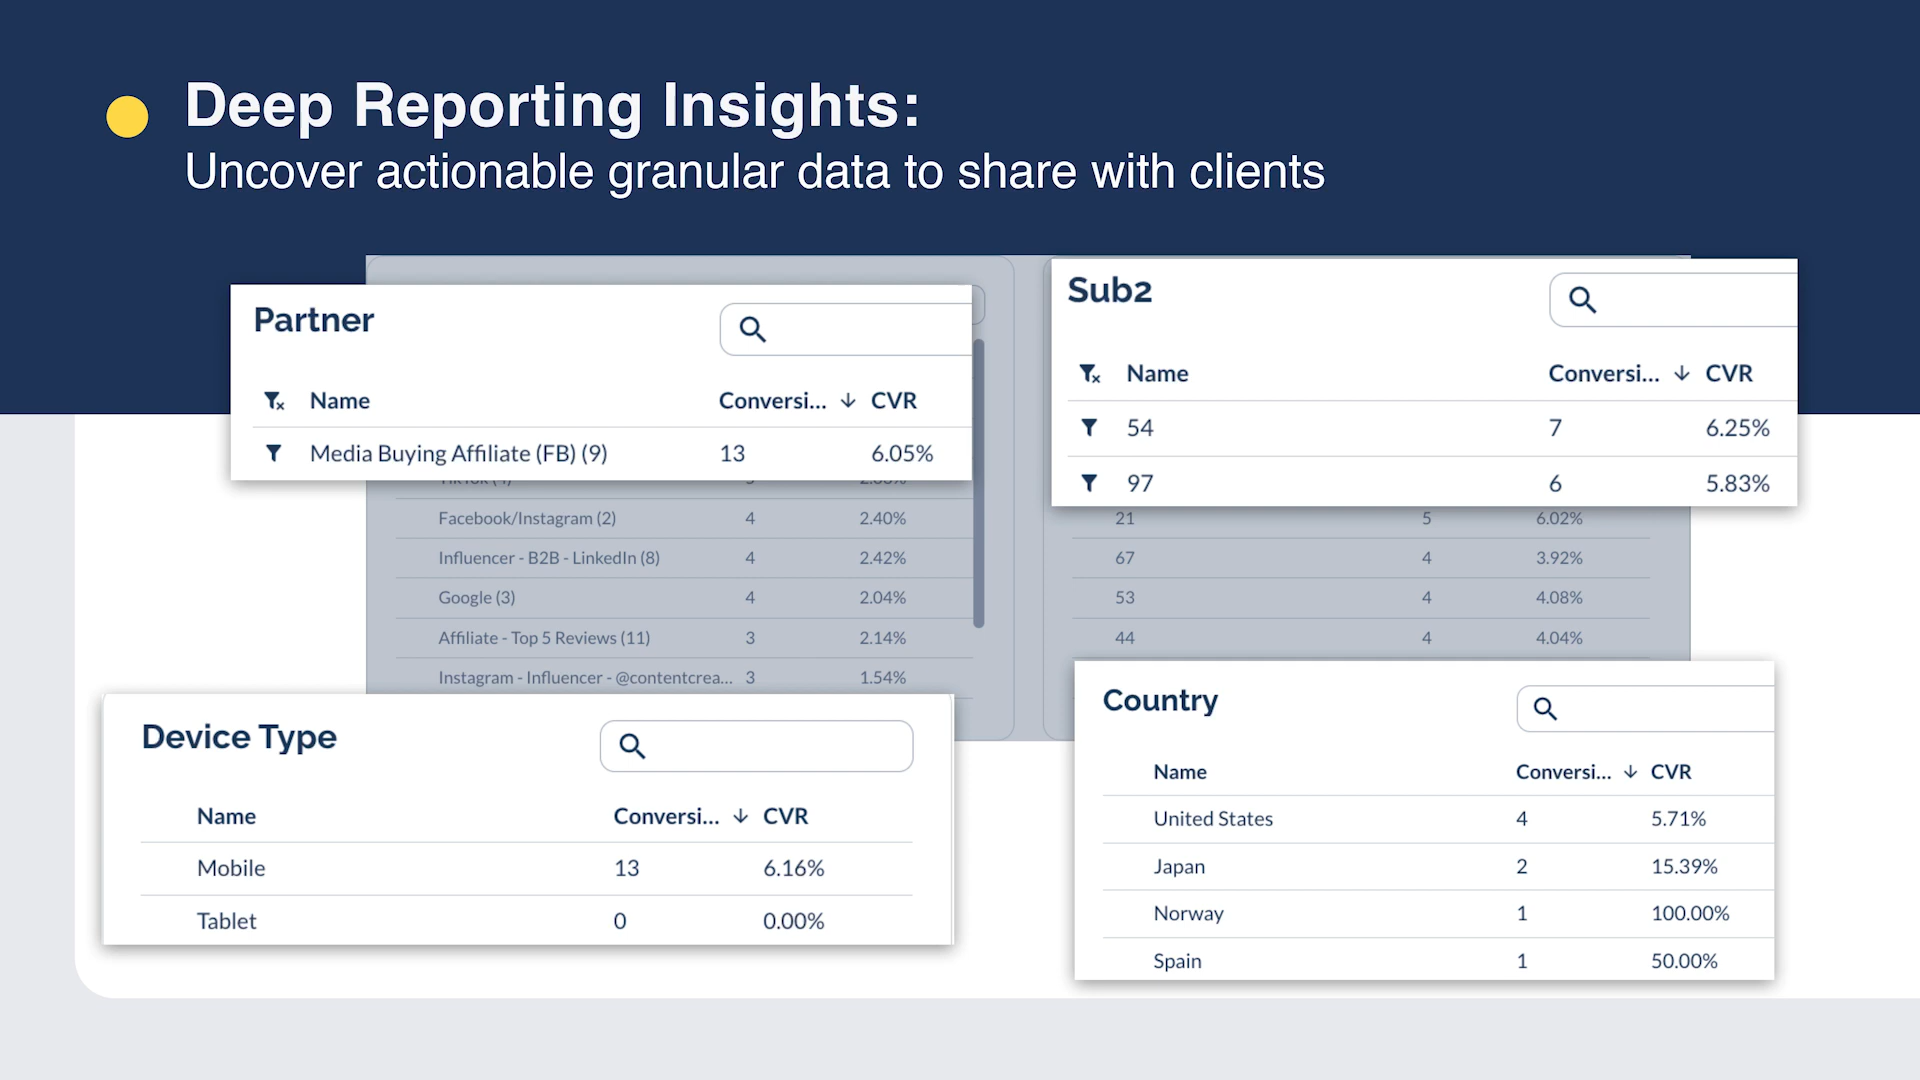 Deep Reporting Insights:
Uncover actionable granular data to share with clients
Partner
Name Conversi... CVR
Media Buying Affiliate (FB) (9) 13 6.05%
Facebook/Instagram (2) 4 2.40%
Influencer - B2B - LinkedIn (8) 4 2.42%
Google (3) 4 2.04%
Affiliate - Top 5 Reviews (11) 3 2.14%
Instagram - Influencer - @contentcrea... 3 1.54%
Sub2
Name Conversi... CVR
54 7 6.25%
97 6 5.83%
21 5 6.02%
67 4 3.92%
53 4 4.08%
44 4 4.04%
Device Type
Name Conversi... CVR
Mobile 13 6.16%
Tablet 0 0.00%
Country
Name Conversi... CVR
United States 4 5.71%
Japan 2 15.39%
Norway 1 100.00%
Spain 1 50.00%